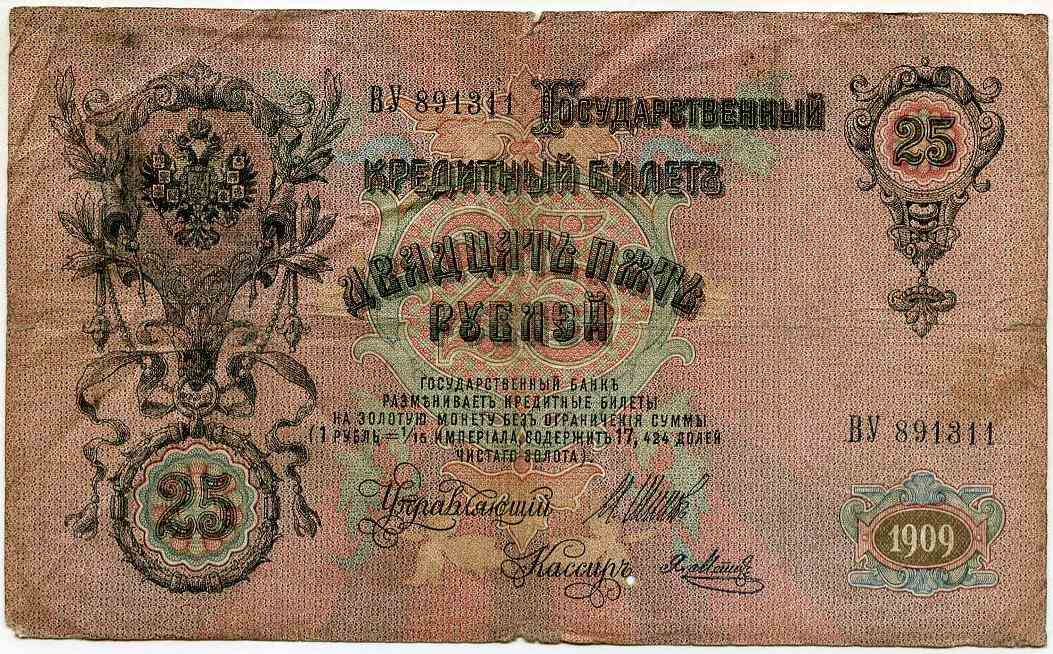 ВУ 891311 Государственный
25
кредитный билетъ
двадцать пять
рублей
государственный банкъ
размѣниваетъ кредитные билеты
на золотую монету безъ ограниченія суммы
(1 рубль = 1/15 имперіала, содержитъ 17,424 долей
чистаго золота).
ВУ 891311
25
Управляющій
1909
Кассиръ